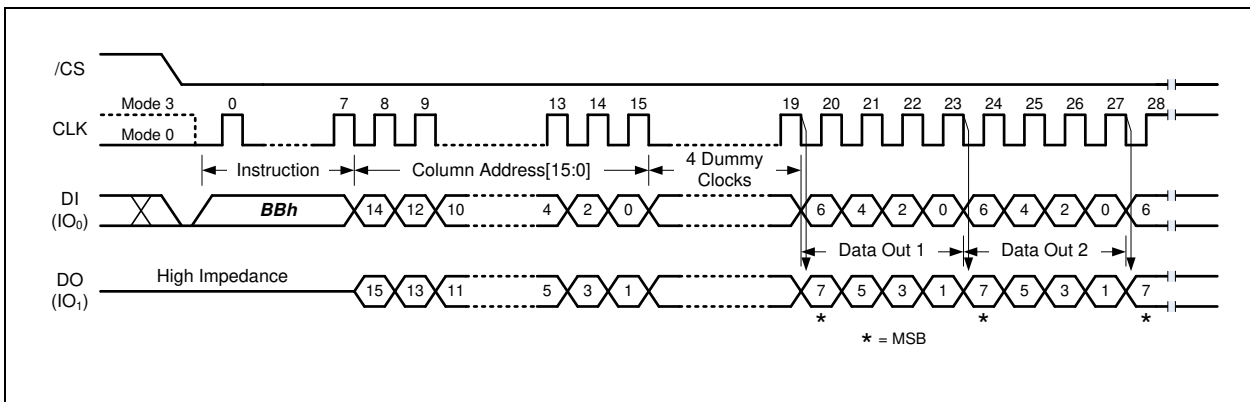 /CS
Mode 3 0 7 8 9 13 14 15 19 20 21 22 23 24 25 26 27 28
CLK
Mode 0
Instruction Column Address[15:0] 4 Dummy
Clocks
DI
(IO0) BBh 14 12 10 4 2 0 6 4 2 0 6 4 2 0 6
Data Out 1 Data Out 2
High Impedance
DO
(IO1) 15 13 11 5 3 1 7 5 3 1 7 5 3 1 7
* * *
* = MSB